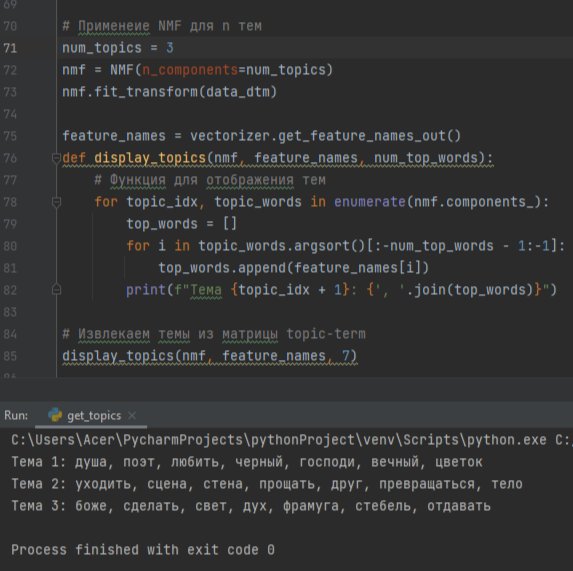 69
70 # Применеие NMF для n тем
71 num_topics = 3
72 nmf = NMF(n_components=num_topics)
73 nmf.fit_transform(data_dtm)
74
75 feature_names = vectorizer.get_feature_names_out()
76 def display_topics(nmf, feature_names, num_top_words):
77 # Функция для отображения тем
78 for topic_idx, topic_words in enumerate(nmf.components_):
79 top_words = []
80 for i in topic_words.argsort()[:-num_top_words - 1:-1]:
81 top_words.append(feature_names[i])
82 print(f"Тема {topic_idx + 1}: {', '.join(top_words)}")
83
84 # Извлекаем темы из матрицы topic-term
85 display_topics(nmf, feature_names, 7)
Run: get_topics ×
C:\Users\Acer\PycharmProjects\pythonProject\venv\Scripts\python.exe C:/
Тема 1: душа, поэт, любить, черный, господи, вечный, цветок
Тема 2: уходить, сцена, стена, прощать, друг, превращаться, тело
Тема 3: боже, сделать, свет, дух, фрамуга, стебель, отдавать
Process finished with exit code 0